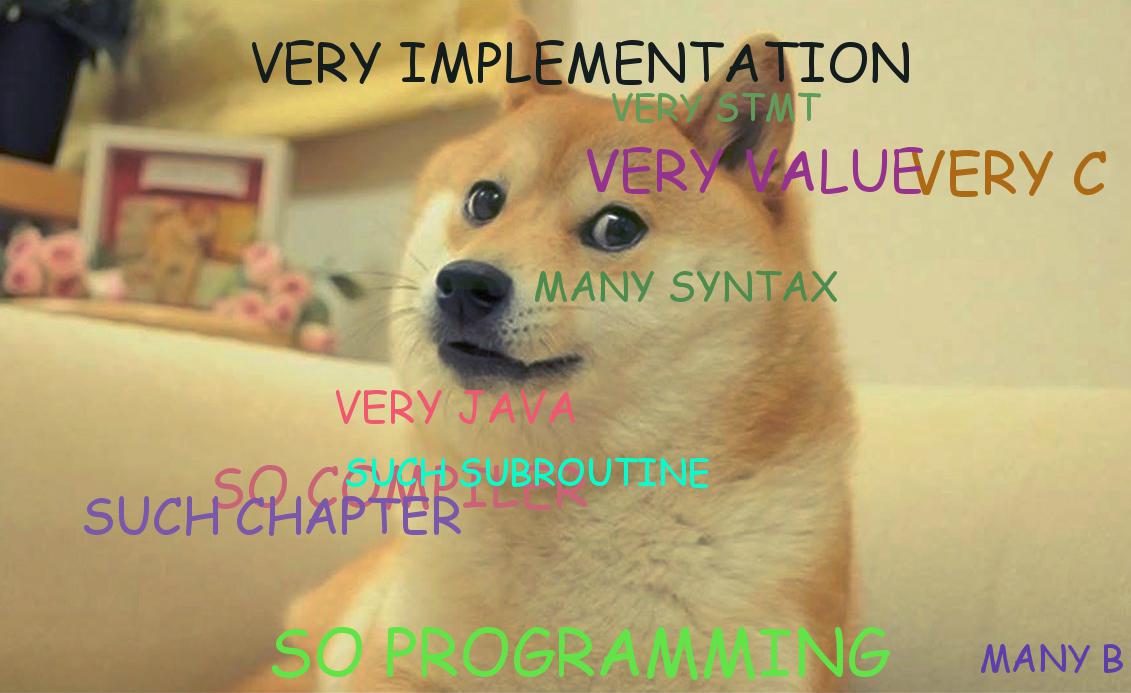 VERY IMPLEMENTATION
VERY STMT
VERY VALUE
VERY C
MANY SYNTAX
VERY JAVA
SO COMPILER
SUCH SUBROUTINE
SUCH CHAPTER
SO PROGRAMMING
MANY B